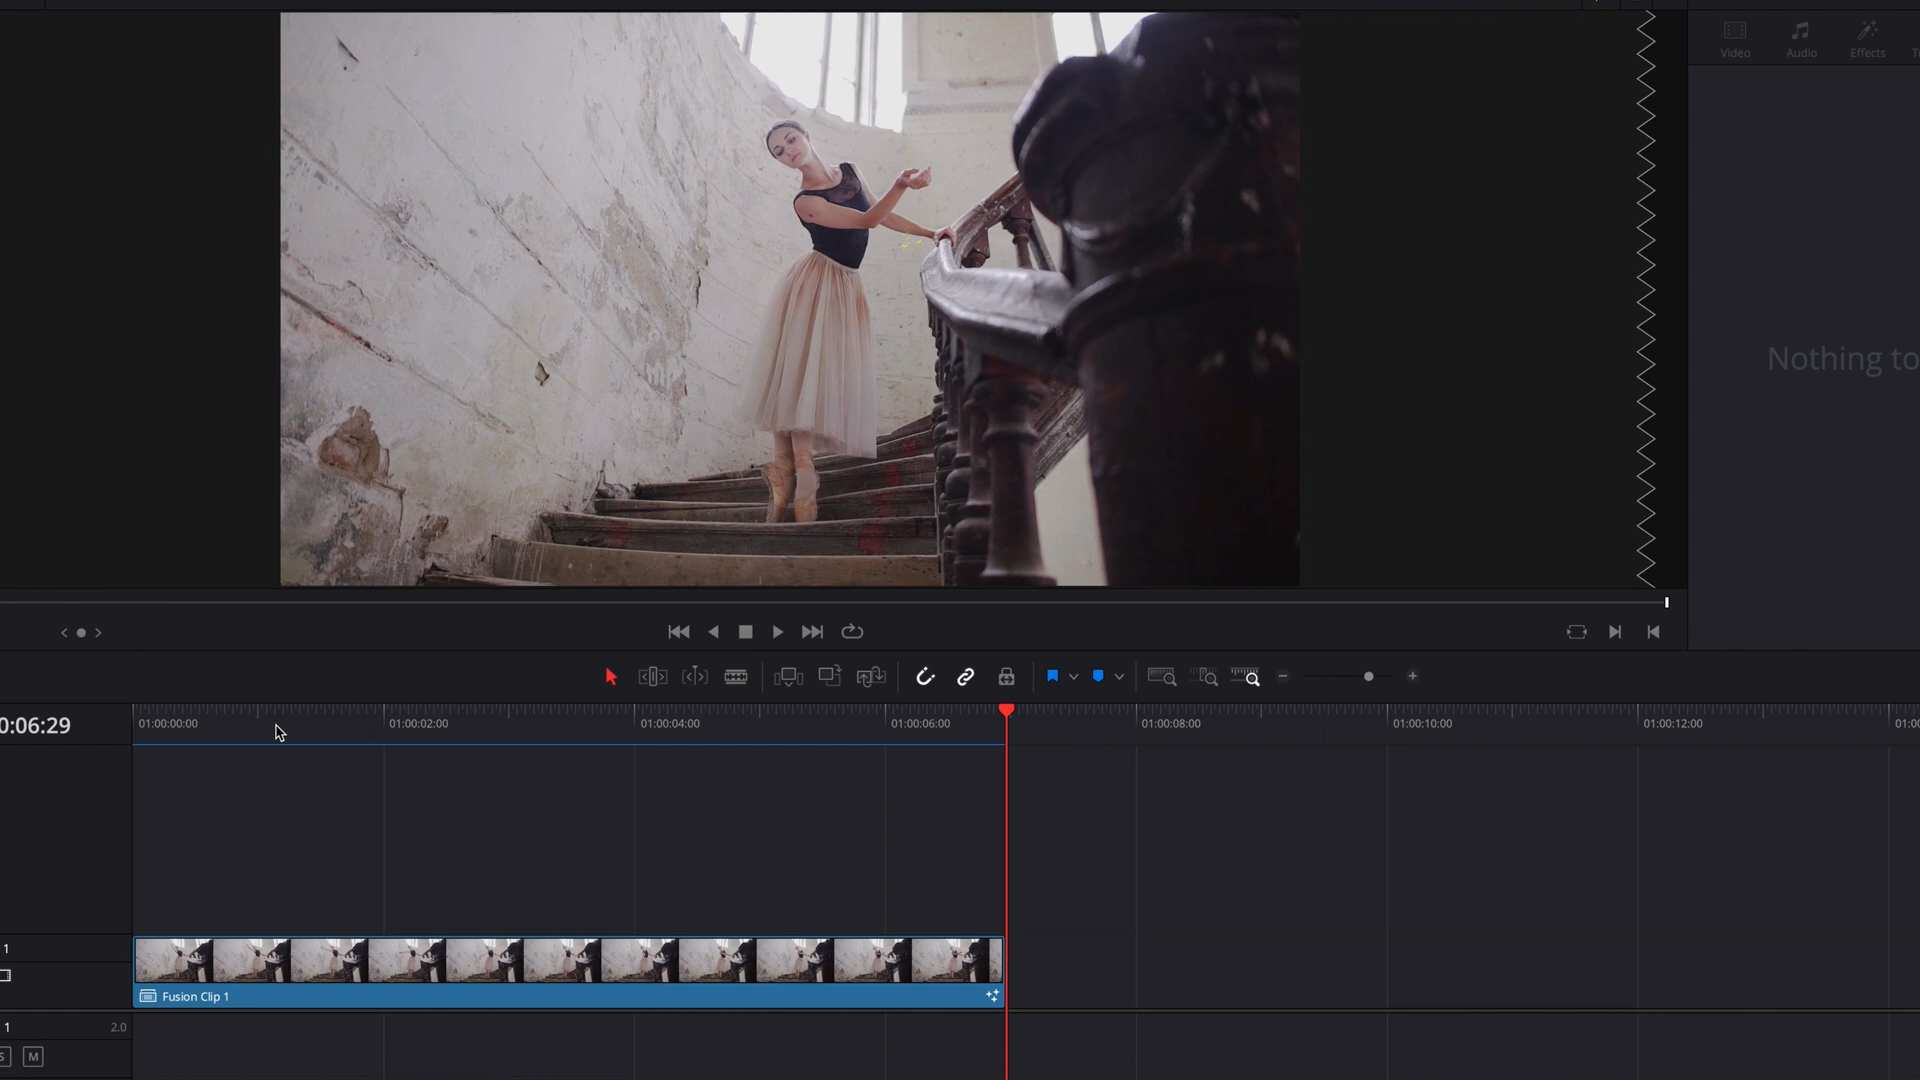 Video
Audio
Effects
Nothing to
0:06:29
01:00:00:00
01:00:02:00
01:00:04:00
01:00:06:00
01:00:08:00
01:00:10:00
01:00:12:00
1
Fusion Clip 1
1
2.0
S
M